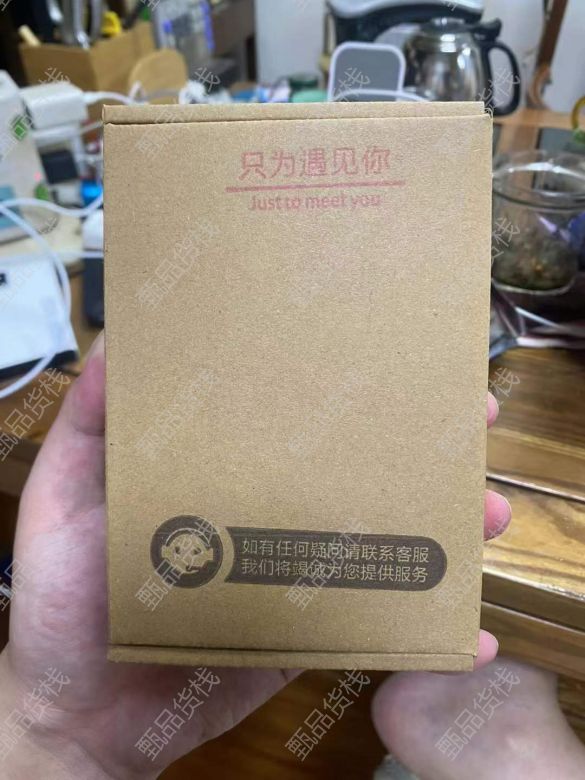 只为遇见你
Just to meet you
如有任何疑问请联系客服
我们将竭诚为您提供服务
甄品货栈